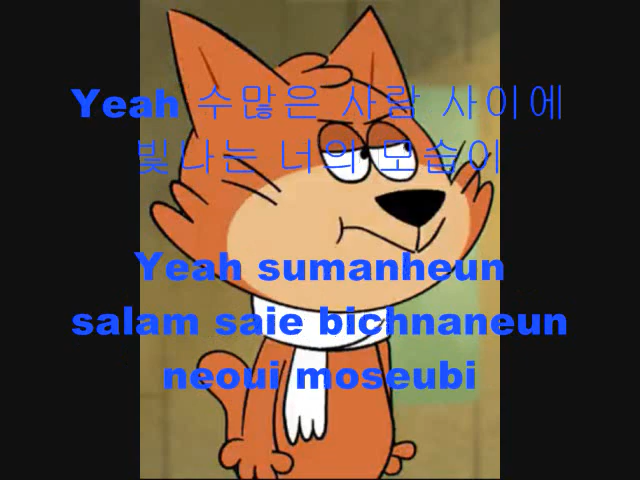 Yeah 수많은 사람 사이에
빛나는 너의 모습이
Yeah sumanheun
salam saie bichnaneun
neoui moseubi